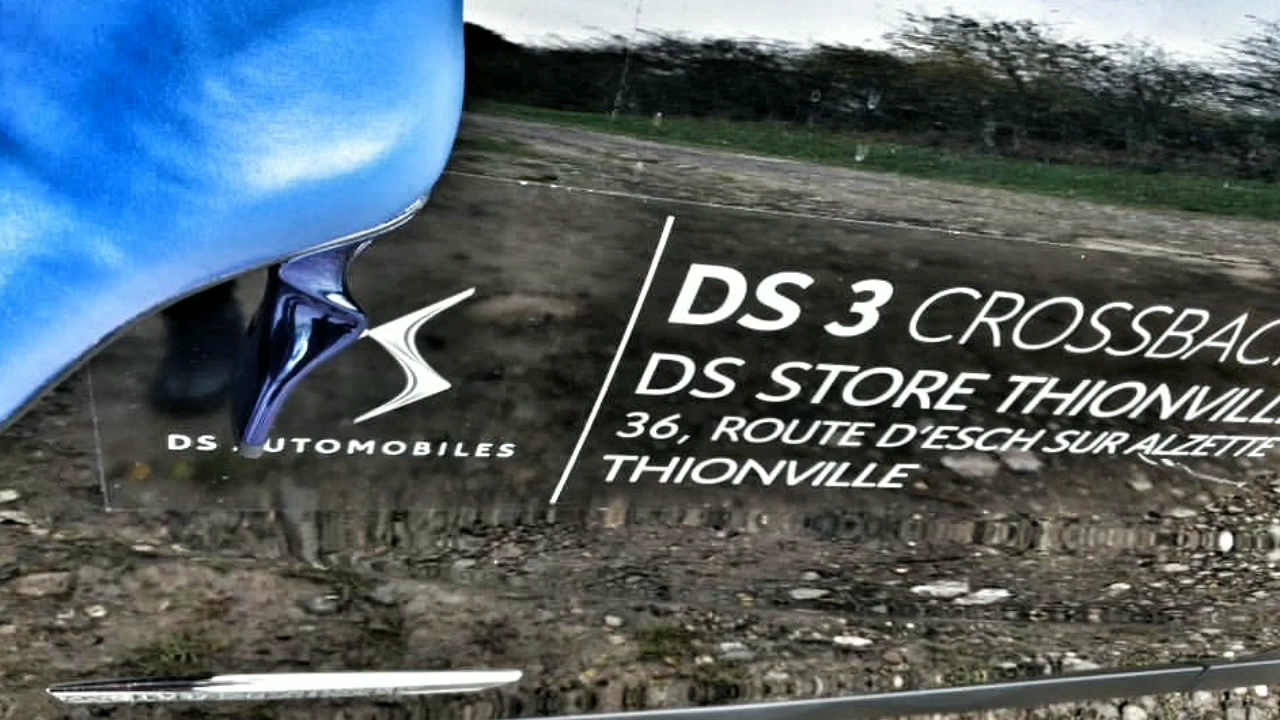 DS AUTOMOBILES
DS 3 CROSSBAC
DS STORE THIONVILL
36, ROUTE D'ESCH SUR ALZETTE
THIONVILLE